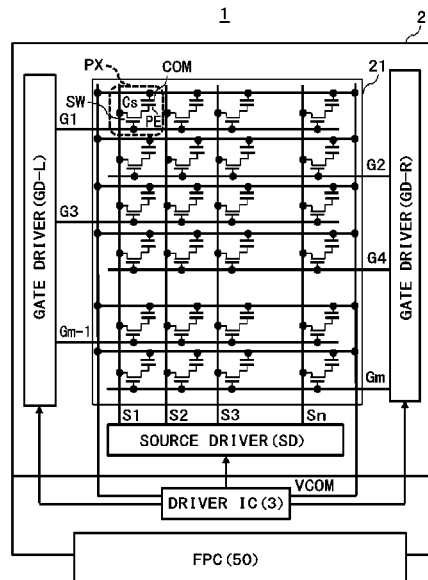 1
2
PX
COM
21
SW
Cs
PE
G1
G2
G3
G4
Gm-1
Gm
GATE DRIVER(GD-L)
GATE DRIVER(GD-R)
S1 S2 S3 Sn
SOURCE DRIVER(SD)
VCOM
DRIVER IC(3)
FPC(50)